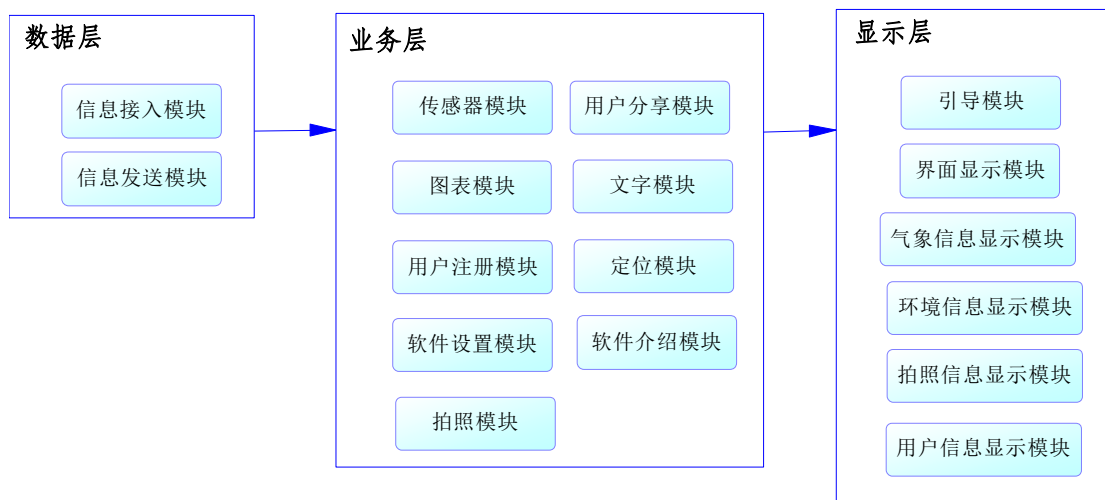 数据层
信息接入模块
信息发送模块
业务层
传感器模块
用户分享模块
图表模块
文字模块
用户注册模块
定位模块
软件设置模块
软件介绍模块
拍照模块
显示层
引导模块
界面显示模块
气象信息显示模块
环境信息显示模块
拍照信息显示模块
用户信息显示模块